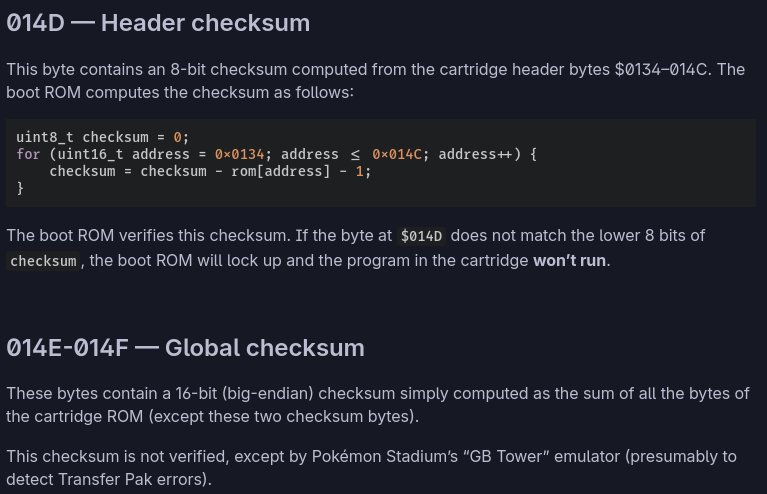 014D — Header checksum
This byte contains an 8-bit checksum computed from the cartridge header bytes $0134–014C. The
boot ROM computes the checksum as follows:
uint8_t checksum = 0;
for (uint16_t address = 0×0134; address ≤ 0×014C; address++) {
    checksum = checksum - rom[address] - 1;
}
The boot ROM verifies this checksum. If the byte at $014D does not match the lower 8 bits of
checksum, the boot ROM will lock up and the program in the cartridge won’t run.
014E-014F — Global checksum
These bytes contain a 16-bit (big-endian) checksum simply computed as the sum of all the bytes of
the cartridge ROM (except these two checksum bytes).
This checksum is not verified, except by Pokémon Stadium’s “GB Tower” emulator (presumably to
detect Transfer Pak errors).